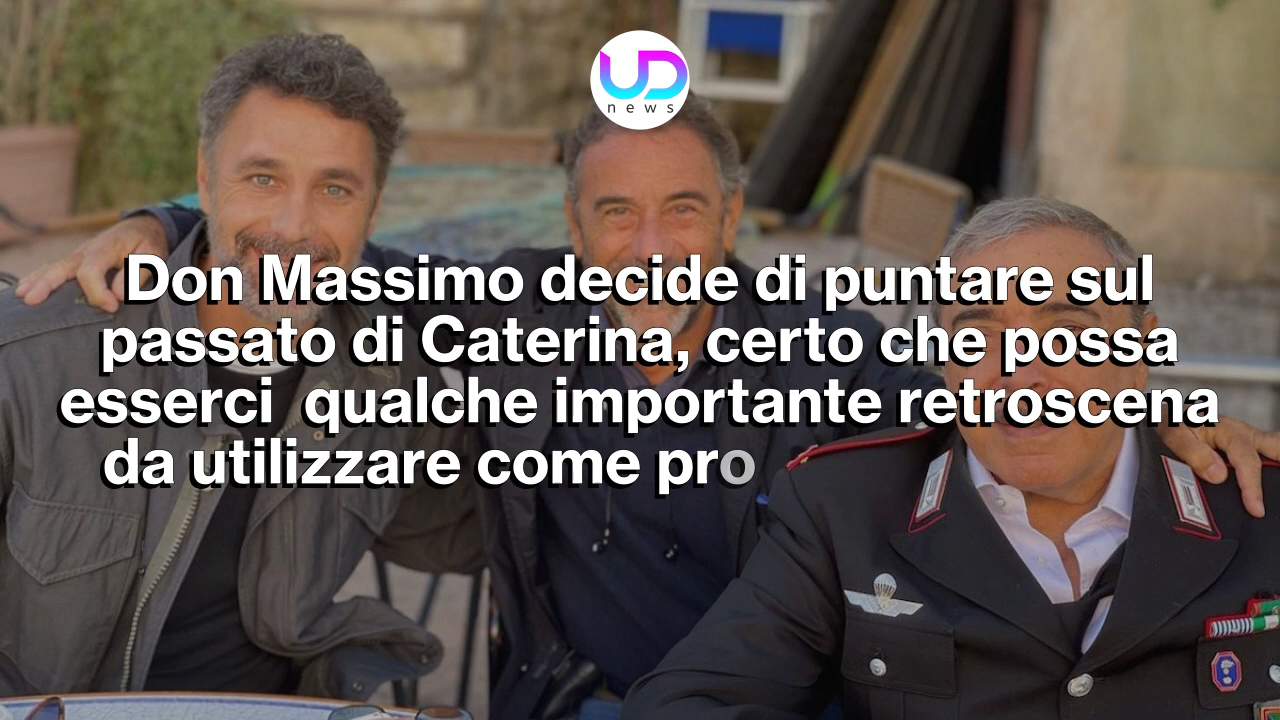 UD
news
Don Massimo decide di puntare sul
passato di Caterina, certo che possa
esserci  qualche importante retroscena
da utilizzare come pro